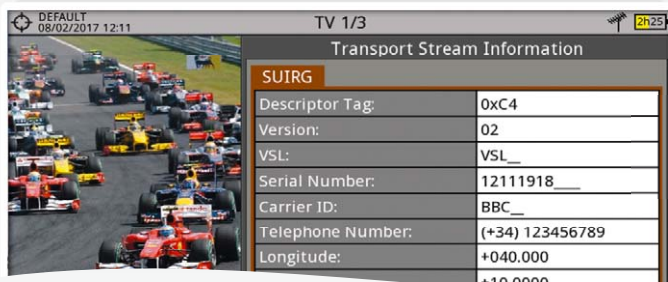 DEFAULT
08/02/2017 12:11
TV 1/3
2h25
Transport Stream Information
SUIRG
Descriptor Tag: 0xC4
Version: 02
VSL: VSL__
Serial Number: 12111918___
Carrier ID: BBC__
Telephone Number: (+34) 123456789
Longitude: +040.000